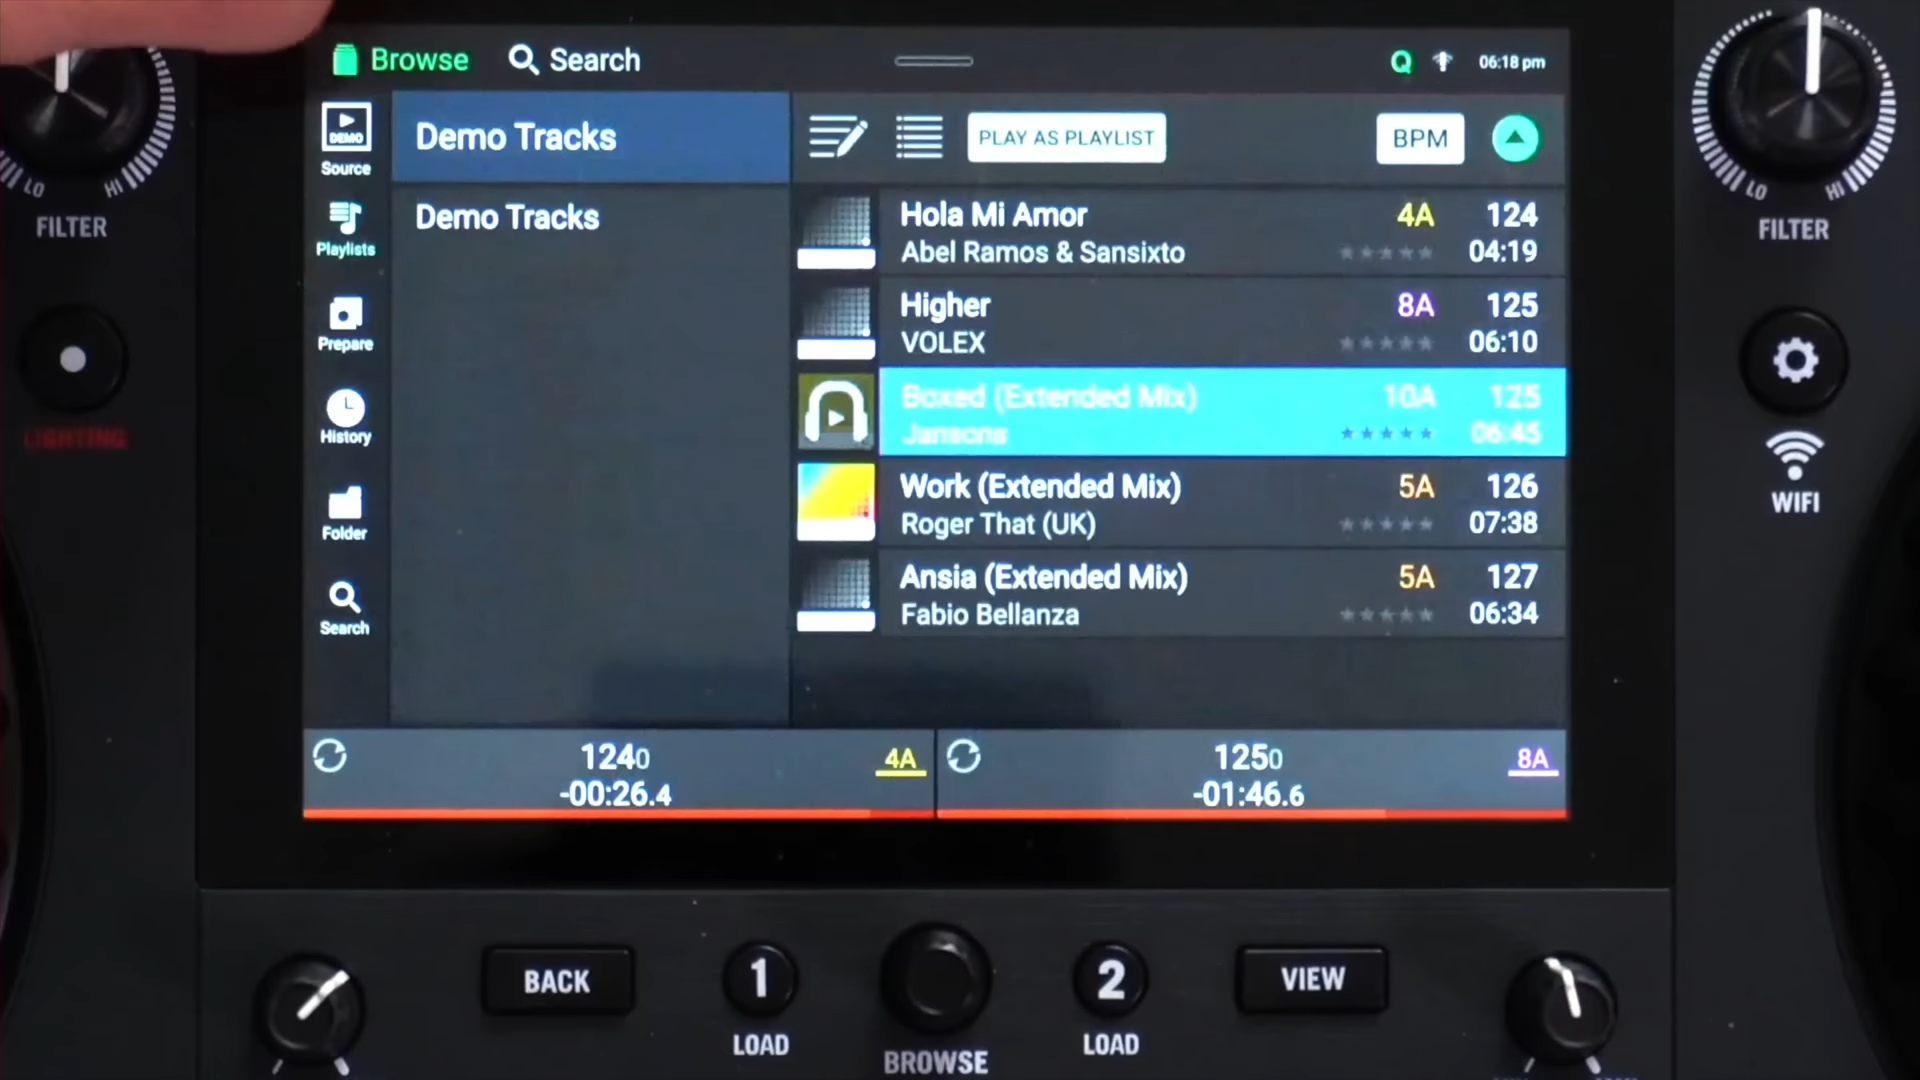 Browse
Search
Q
06:18 pm
DEMO
Source
Playlists
Prepare
History
Folder
Search
Demo Tracks
Demo Tracks
PLAY AS PLAYLIST
BPM
Hola Mi Amor 4A 124
Abel Ramos & Sansixto 04:19
Higher 8A 125
VOLEX 06:10
Boxed (Extended Mix) 10A 125
Jansons 06:45
Work (Extended Mix) 5A 126
Roger That (UK) 07:38
Ansia (Extended Mix) 5A 127
Fabio Bellanza 06:34
1240 4A
-00:26.4
1250 8A
-01:46.6
LO HI
FILTER
LIGHTING
LO HI
FILTER
WIFI
BACK
1
LOAD
BROWSE
2
LOAD
VIEW